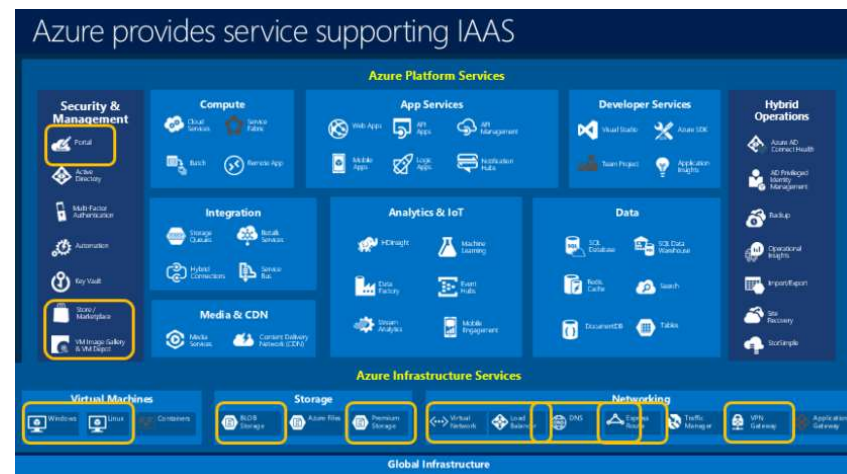 Azure provides service supporting IAAS
Azure Platform Services
Security &
Management
Portal
Active
Directory
Multi-Factor
Authentication
Automation
Key Vault
Store /
Marketplace
VM Image Gallery
& VM Depot
Compute
Cloud
Services
Service
Fabric
Batch
Remote App
Integration
Storage
Queues
Biztalk
Services
Hybrid
Connections
Service
Bus
Media & CDN
Media
Services
Content Delivery
Network (CDN)
App Services
Web Apps
API
Apps
API
Management
Mobile
Apps
Logic
Apps
Notification
Hubs
Analytics & IoT
HDInsight
Machine
Learning
Data
Factory
Event
Hubs
Stream
Analytics
Mobile
Engagement
Developer Services
Visual Studio
Azure SDK
Team Project
Application
Insights
Data
SQL
Database
SQL Data
Warehouse
Redis
Cache
Search
DocumentDB
Tables
Hybrid
Operations
Azure AD
Connect Health
AD Privileged
Identity
Management
Backup
Operational
Insights
Import/Export
Site
Recovery
StorSimple
Azure Infrastructure Services
Virtual Machines
Windows
Linux
Containers
Storage
BLOB
Storage
Azure Files
Premium
Storage
Networking
Virtual
Network
Load
Balancer
DNS
Express
Route
Traffic
Manager
VPN
Gateway
Application
Gateway
Global Infrastructure